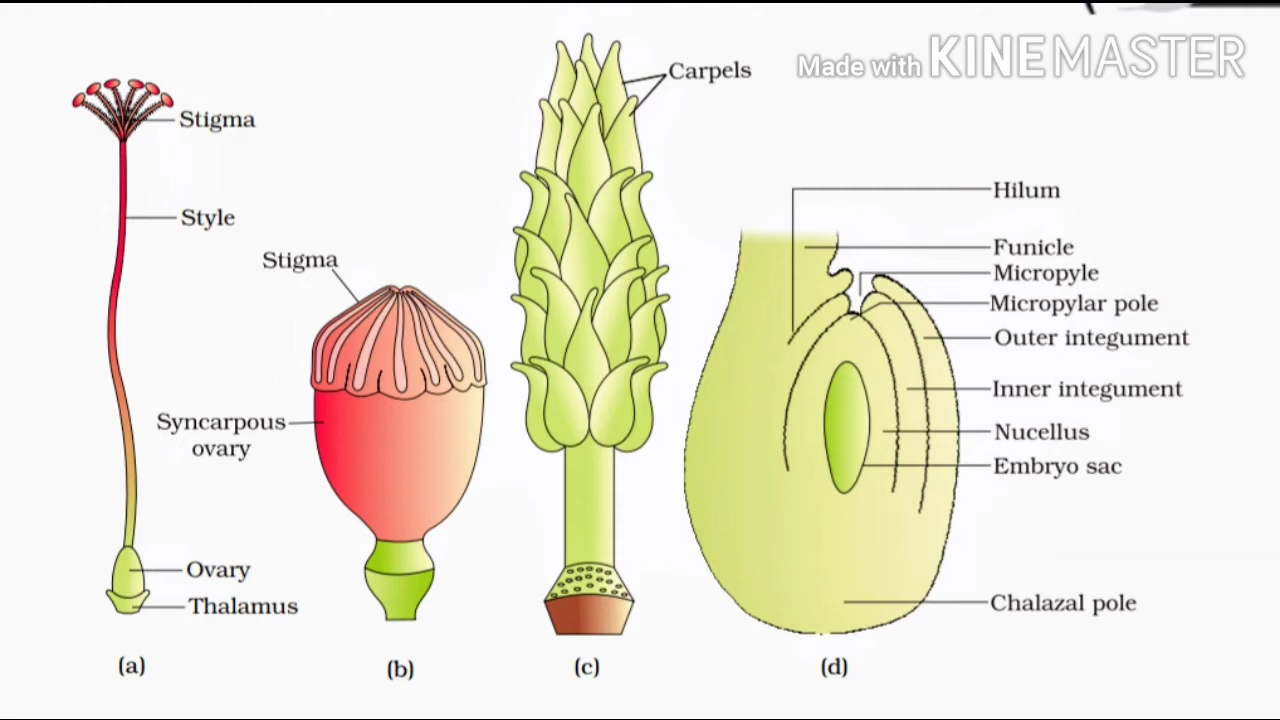 Made with KINEMASTER
Carpels
Stigma
Style
Stigma
Syncarpous
ovary
Ovary
Thalamus
Hilum
Funicle
Micropyle
Micropylar pole
Outer integument
Inner integument
Nucellus
Embryo sac
Chalazal pole
(a)
(b)
(c)
(d)